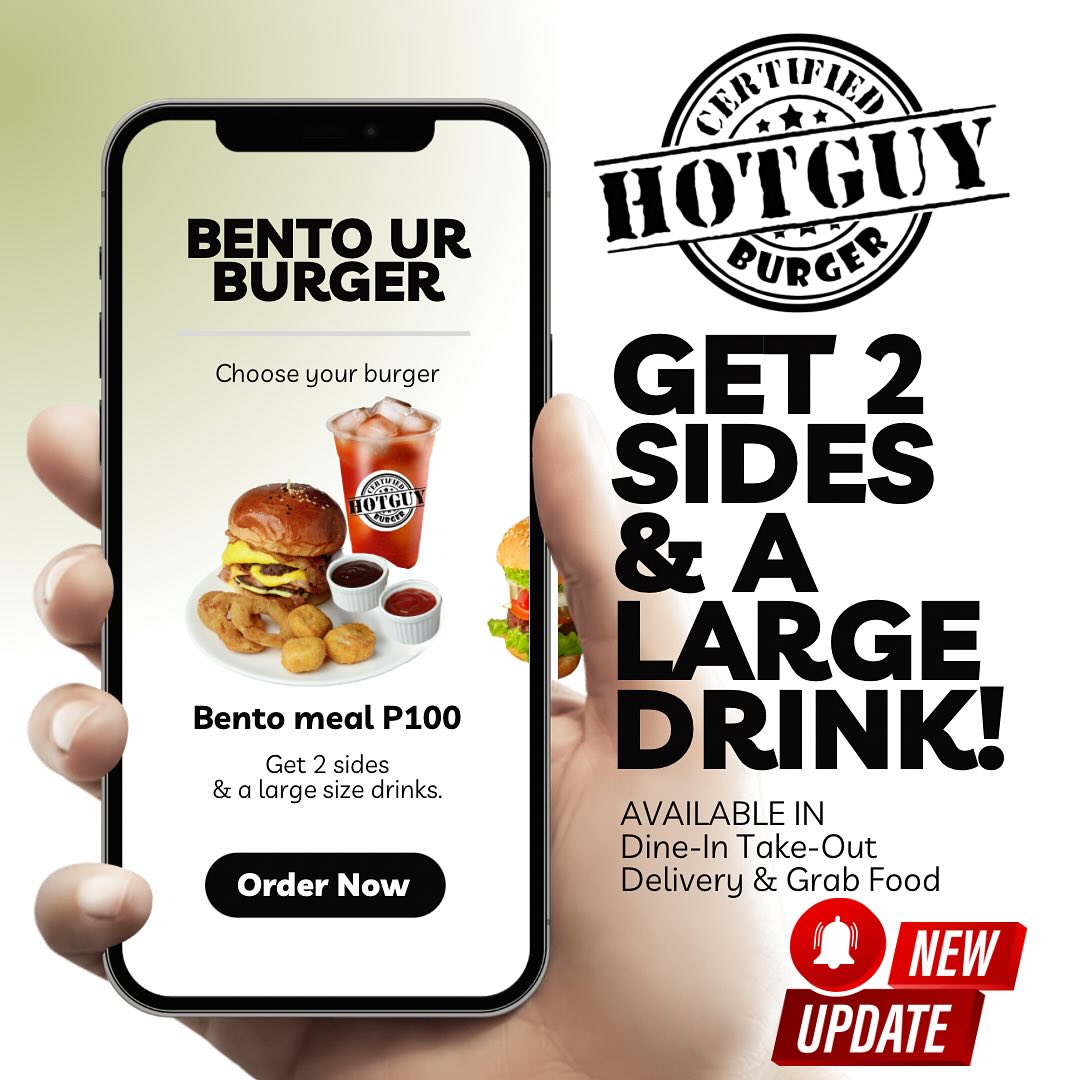 CERTIFIED
HOTGUY
BURGER
BENTO UR
BURGER
Choose your burger
CERTIFIED
HOTGUY
BURGER
Bento meal P100
Get 2 sides
& a large size drinks.
Order Now
GET 2
SIDES
& A
LARGE
DRINK!
AVAILABLE IN
Dine-In Take-Out
Delivery & Grab Food
NEW
UPDATE